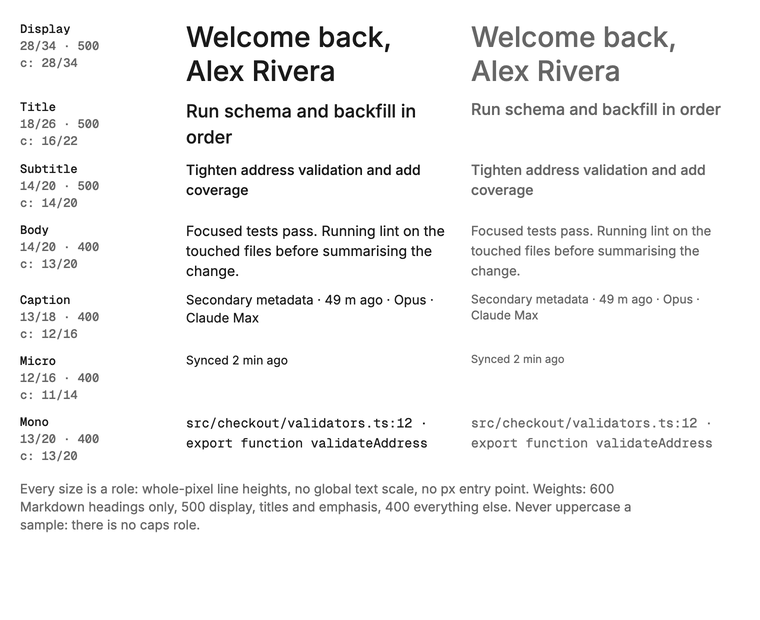 Display
28/34 · 500
c: 28/34
Welcome back,
Alex Rivera
Welcome back,
Alex Rivera
Title
18/26 · 500
c: 16/22
Run schema and backfill in
order
Run schema and backfill in order
Subtitle
14/20 · 500
c: 14/20
Tighten address validation and add
coverage
Tighten address validation and add
coverage
Body
14/20 · 400
c: 13/20
Focused tests pass. Running lint on the
touched files before summarising the
change.
Focused tests pass. Running lint on the
touched files before summarising the
change.
Caption
13/18 · 400
c: 12/16
Secondary metadata · 49 m ago · Opus ·
Claude Max
Secondary metadata · 49 m ago · Opus ·
Claude Max
Micro
12/16 · 400
c: 11/14
Synced 2 min ago
Synced 2 min ago
Mono
13/20 · 400
c: 13/20
src/checkout/validators.ts:12 ·
export function validateAddress
src/checkout/validators.ts:12 ·
export function validateAddress
Every size is a role: whole-pixel line heights, no global text scale, no px entry point. Weights: 600
Markdown headings only, 500 display, titles and emphasis, 400 everything else. Never uppercase a
sample: there is no caps role.